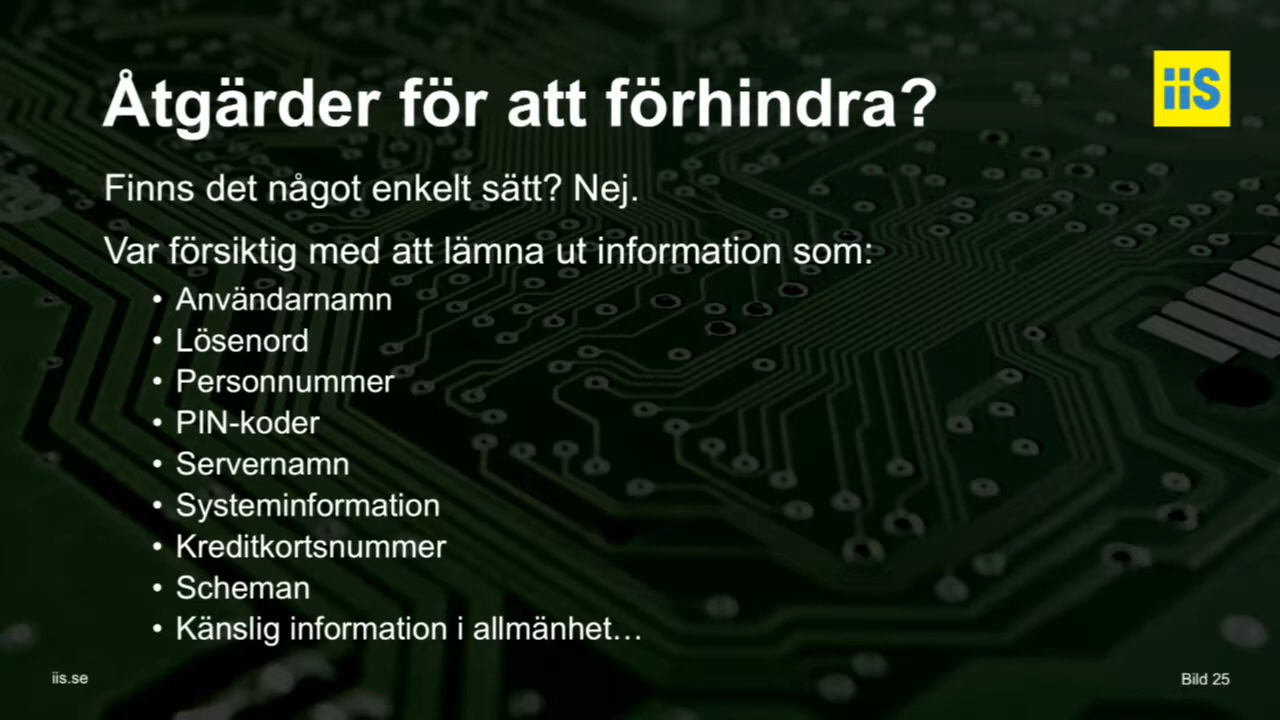 Åtgärder för att förhindra?
iis
Finns det något enkelt sätt? Nej.
Var försiktig med att lämna ut information som:
• Användarnamn
• Lösenord
• Personnummer
• PIN-koder
• Servernamn
• Systeminformation
• Kreditkortsnummer
• Scheman
• Känslig information i allmänhet…
iis.se
Bild 25